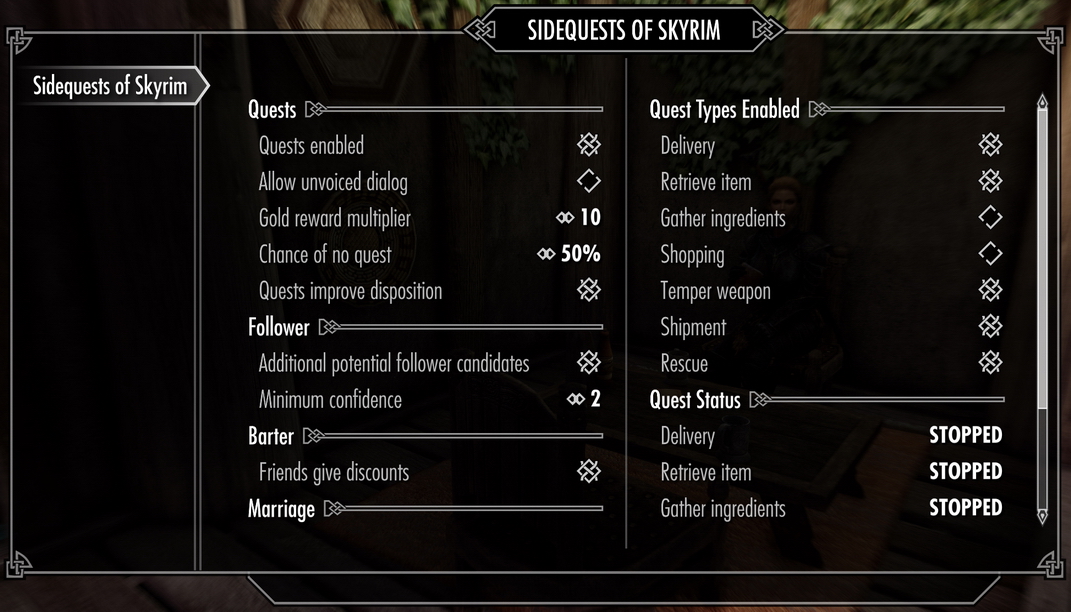 SIDEQUESTS OF SKYRIM
Sidequests of Skyrim
Quests
Quests enabled
Allow unvoiced dialog
Gold reward multiplier 10
Chance of no quest 50%
Quests improve disposition
Follower
Additional potential follower candidates
Minimum confidence 2
Barter
Friends give discounts
Marriage
Quest Types Enabled
Delivery
Retrieve item
Gather ingredients
Shopping
Temper weapon
Shipment
Rescue
Quest Status
Delivery STOPPED
Retrieve item STOPPED
Gather ingredients STOPPED